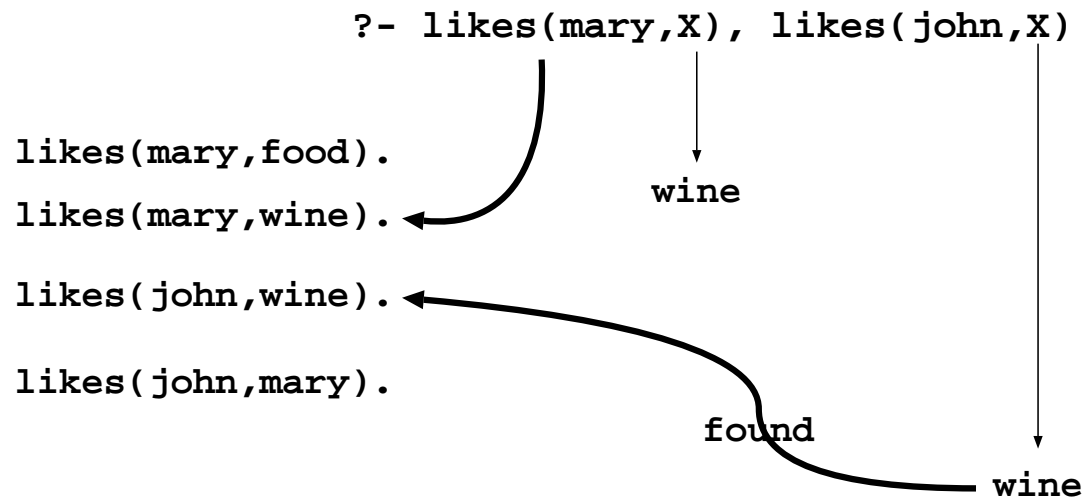 ?- likes(mary,X), likes(john,X)
likes(mary,food).
wine
likes(mary,wine).
likes(john,wine).
likes(john,mary).
found
wine